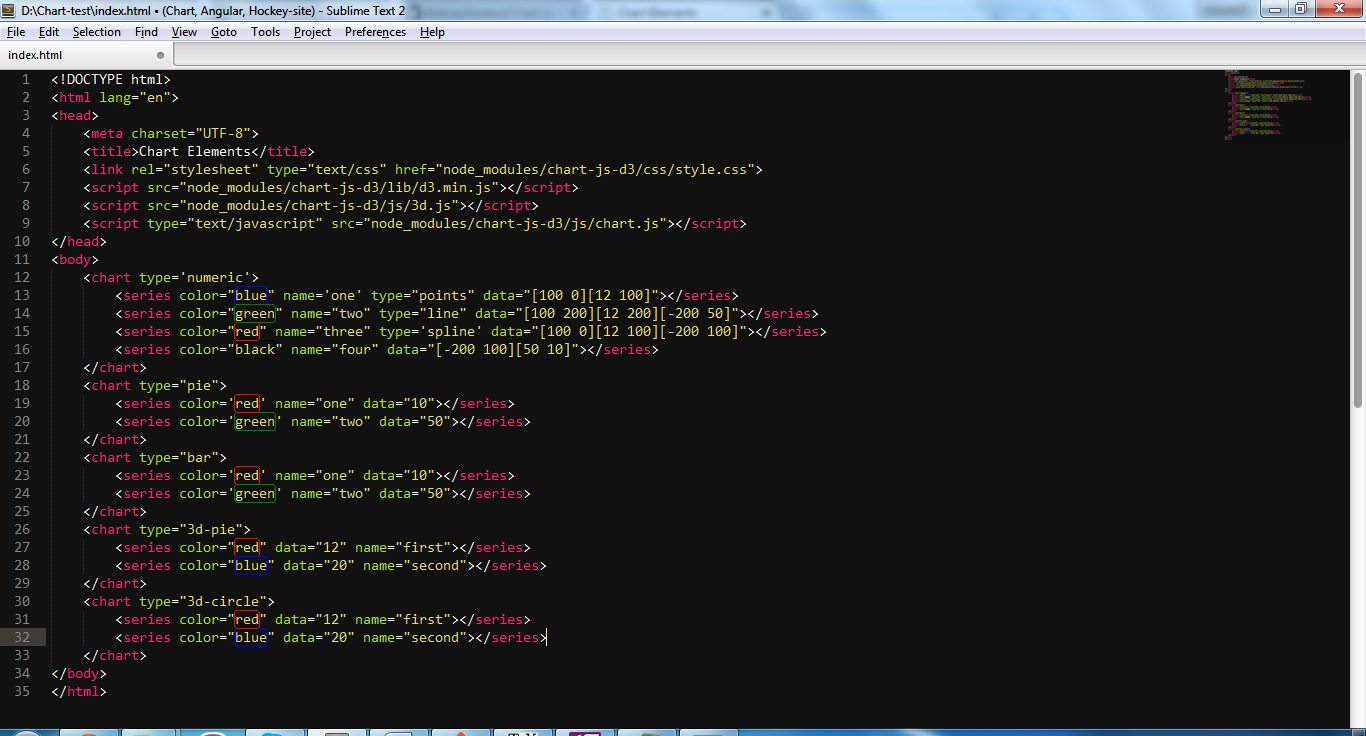 D:\Chart-test\index.html • (Chart, Angular, Hockey-site) - Sublime Text 2
File Edit Selection Find View Goto Tools Project Preferences Help
index.html
1 <!DOCTYPE html>
2 <html lang="en">
3 <head>
4     <meta charset="UTF-8">
5     <title>Chart Elements</title>
6     <link rel="stylesheet" type="text/css" href="node_modules/chart-js-d3/css/style.css">
7     <script src="node_modules/chart-js-d3/lib/d3.min.js"></script>
8     <script src="node_modules/chart-js-d3/js/3d.js"></script>
9     <script type="text/javascript" src="node_modules/chart-js-d3/js/chart.js"></script>
10 </head>
11 <body>
12     <chart type='numeric'>
13         <series color="blue" name='one' type="points" data="[100 0][12 100]"></series>
14         <series color="green" name="two" type="line" data="[100 200][12 200][-200 50]"></series>
15         <series color="red" name="three" type='spline' data="[100 0][12 100][-200 100]"></series>
16         <series color="black" name="four" data="[-200 100][50 10]"></series>
17     </chart>
18     <chart type="pie">
19         <series color='red' name="one" data="10"></series>
20         <series color='green' name="two" data="50"></series>
21     </chart>
22     <chart type="bar">
23         <series color='red' name="one" data="10"></series>
24         <series color='green' name="two" data="50"></series>
25     </chart>
26     <chart type="3d-pie">
27         <series color="red" data="12" name="first"></series>
28         <series color="blue" data="20" name="second"></series>
29     </chart>
30     <chart type="3d-circle">
31         <series color="red" data="12" name="first"></series>
32         <series color="blue" data="20" name="second"></series>
33     </chart>
34 </body>
35 </html>